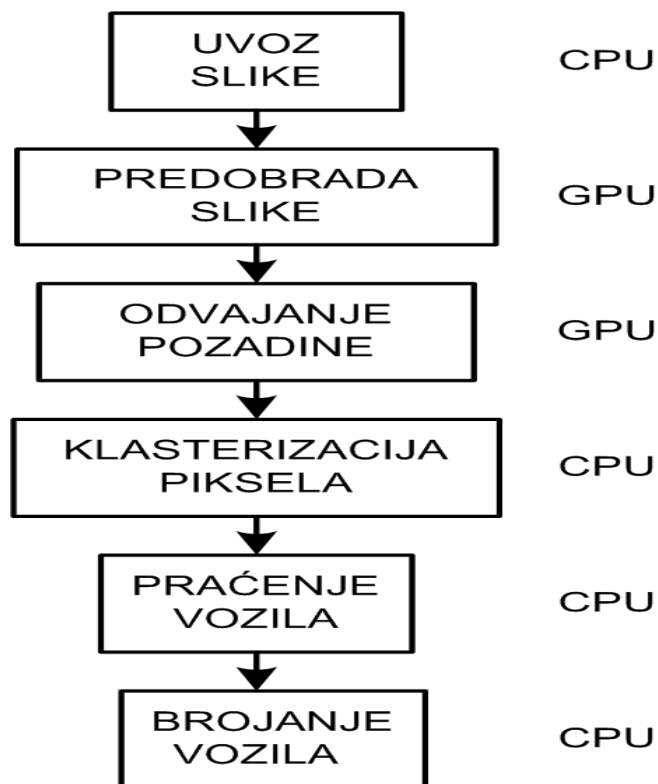 UVOZ
SLIKE
CPU
PREDOBRADA
SLIKE
GPU
ODVAJANJE
POZADINE
GPU
KLASTERIZACIJA
PIKSELA
CPU
PRAĆENJE
VOZILA
CPU
BROJANJE
VOZILA
CPU